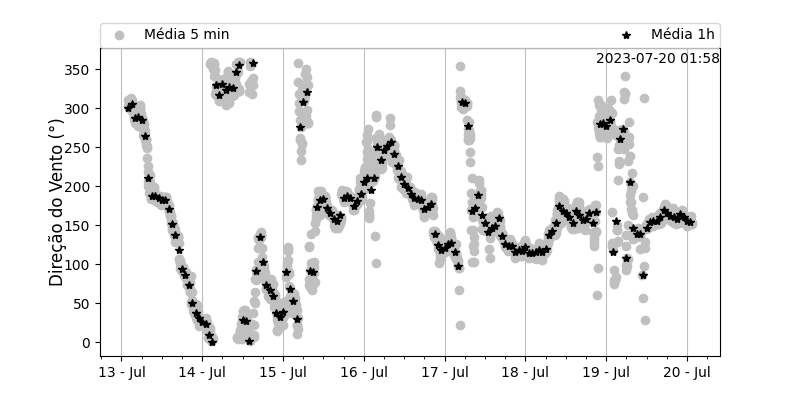 Média 5 min
Média 1h
2023-07-20 01:58
Direção do Vento (°)
350
300
250
200
150
100
50
0
13 - Jul
14 - Jul
15 - Jul
16 - Jul
17 - Jul
18 - Jul
19 - Jul
20 - Jul